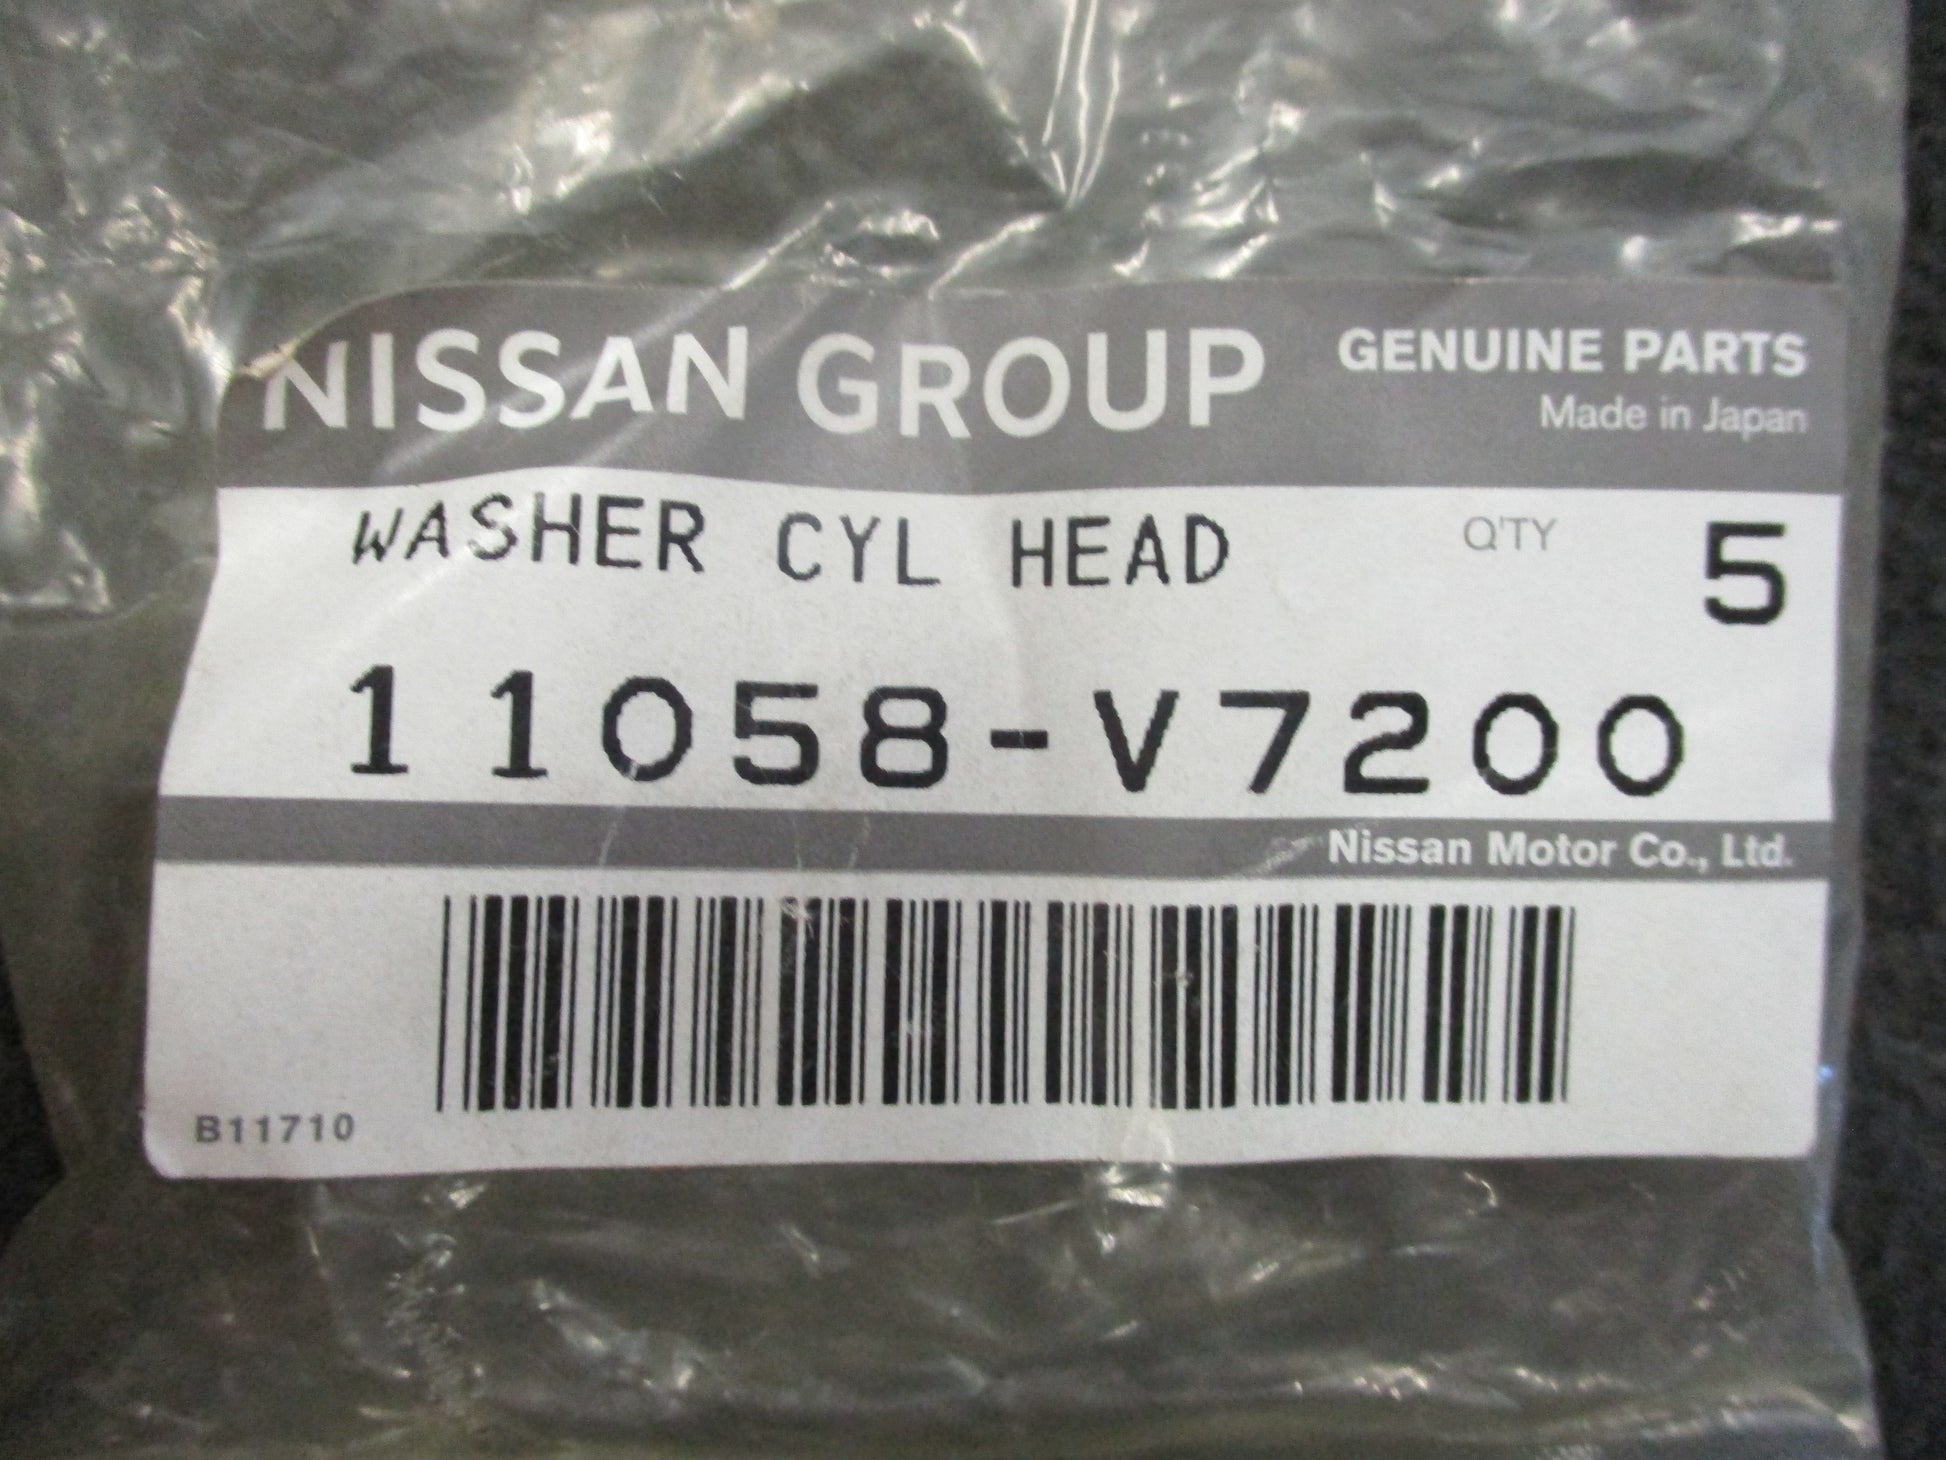 NISSAN GROUP GENUINE PARTS
Made in Japan
WASHER CYL HEAD Q'TY 5
11058-V7200
Nissan Motor Co., Ltd.
B11710